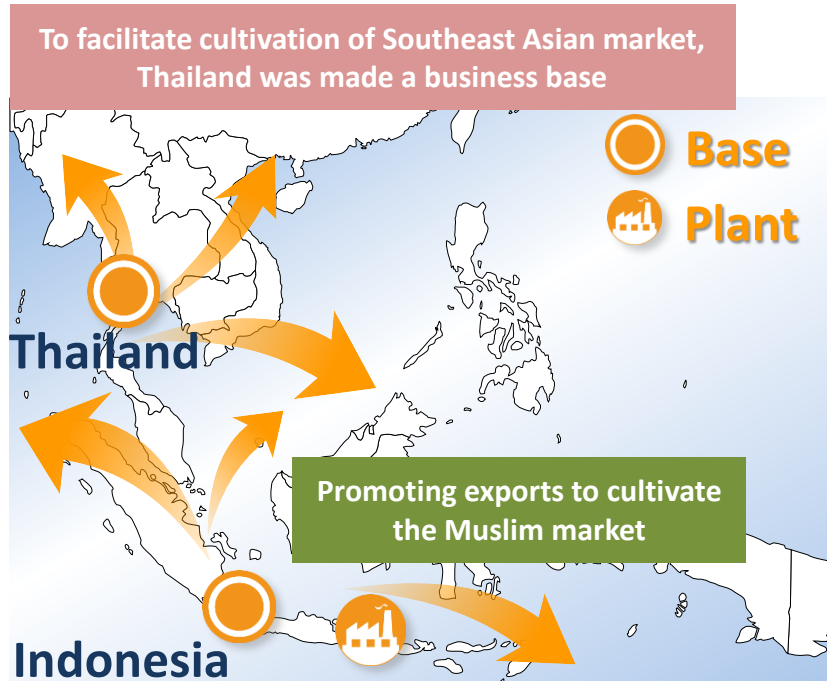 To facilitate cultivation of Southeast Asian market,
Thailand was made a business base
Base
Plant
Thailand
Promoting exports to cultivate
the Muslim market
Indonesia